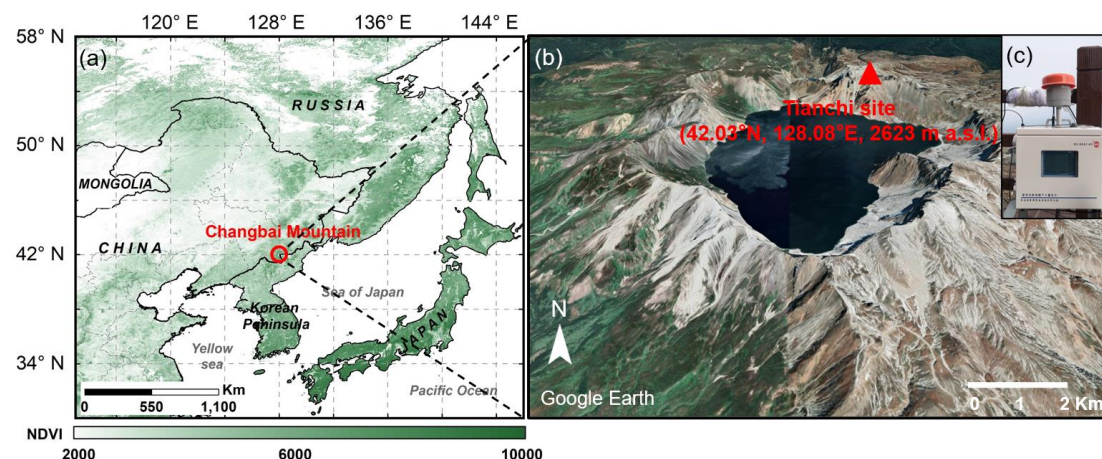 120° E 128° E 136° E 144° E
58° N
50° N
42° N
34° N
(a)
RUSSIA
MONGOLIA
CHINA
Changbai Mountain
Sea of Japan
Korean
Peninsula
JAPAN
Yellow
sea
Pacific Ocean
Km
0 550 1,100
NDVI
2000 6000 10000
(b)
Tianchi site
(42.03°N, 128.08°E, 2623 m a.s.l.)
N
Google Earth
0 1 2 Km
(c)